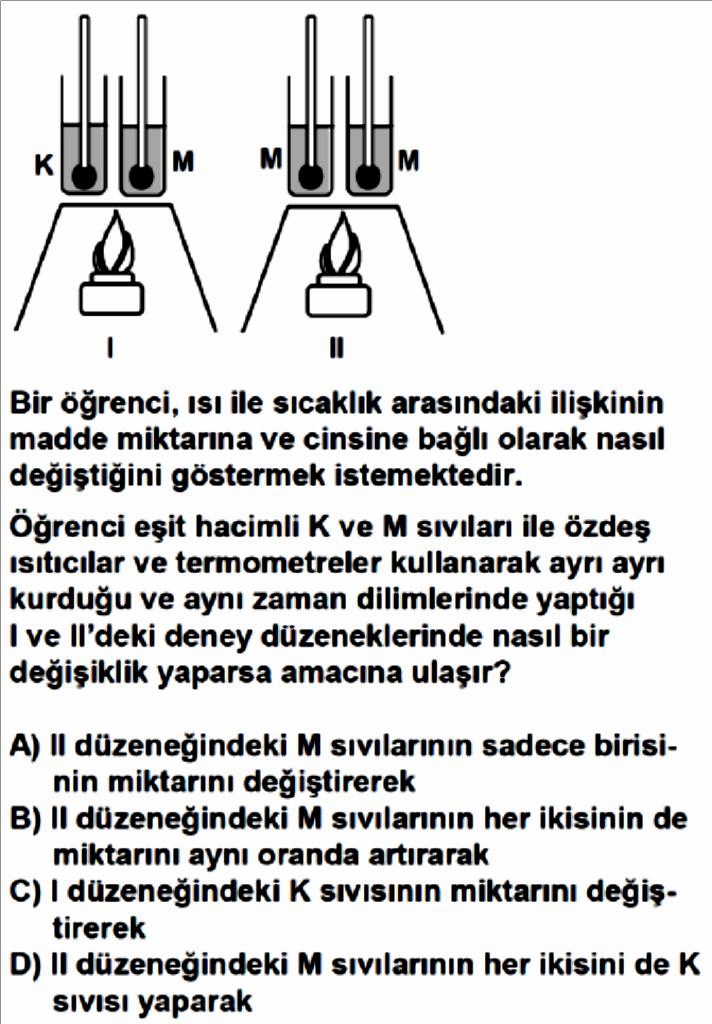 K M M M
I II
Bir öğrenci, ısı ile sıcaklık arasındaki ilişkinin
madde miktarına ve cinsine bağlı olarak nasıl
değiştiğini göstermek istemektedir.
Öğrenci eşit hacimli K ve M sıvıları ile özdeş
ısıtıcılar ve termometreler kullanarak ayrı ayrı
kurduğu ve aynı zaman dilimlerinde yaptığı
I ve II’deki deney düzeneklerinde nasıl bir
değişiklik yaparsa amacına ulaşır?
A) II düzeneğindeki M sıvılarının sadece birisi-
nin miktarını değiştirerek
B) II düzeneğindeki M sıvılarının her ikisinin de
miktarını aynı oranda artırarak
C) I düzeneğindeki K sıvısının miktarını değiş-
tirerek
D) II düzeneğindeki M sıvılarının her ikisini de K
sıvısı yaparak